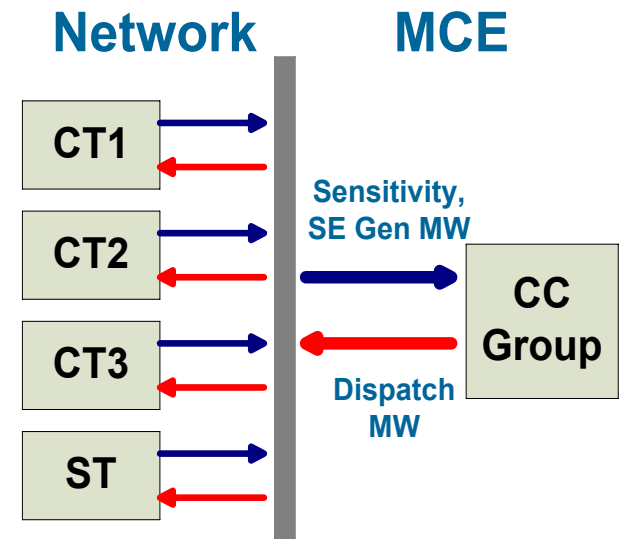 Network
MCE
CT1
CT2
CT3
ST
Sensitivity,
SE Gen MW
CC
Group
Dispatch
MW